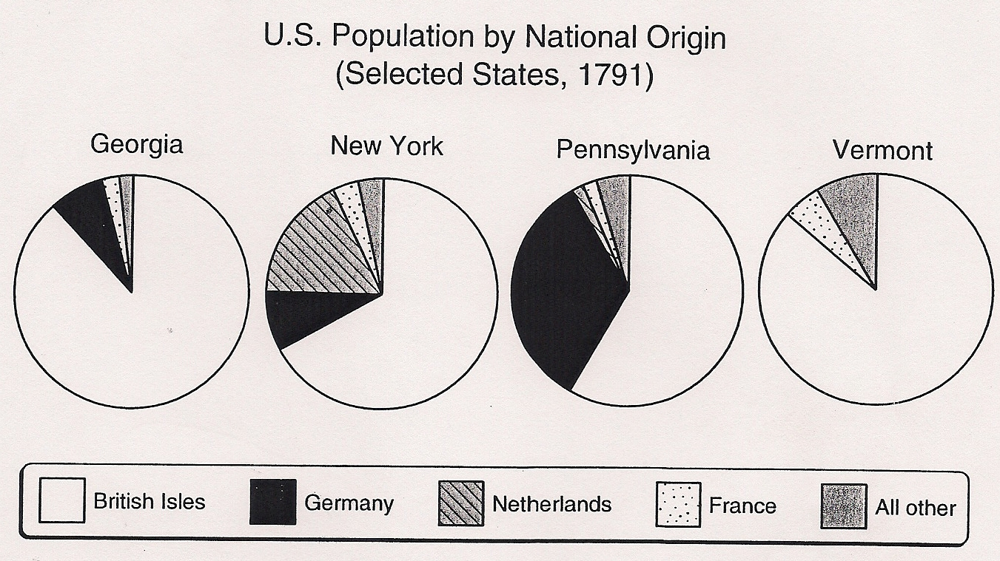 U.S. Population by National Origin
(Selected States, 1791)
Georgia
New York
Pennsylvania
Vermont
British Isles
Germany
Netherlands
France
All other